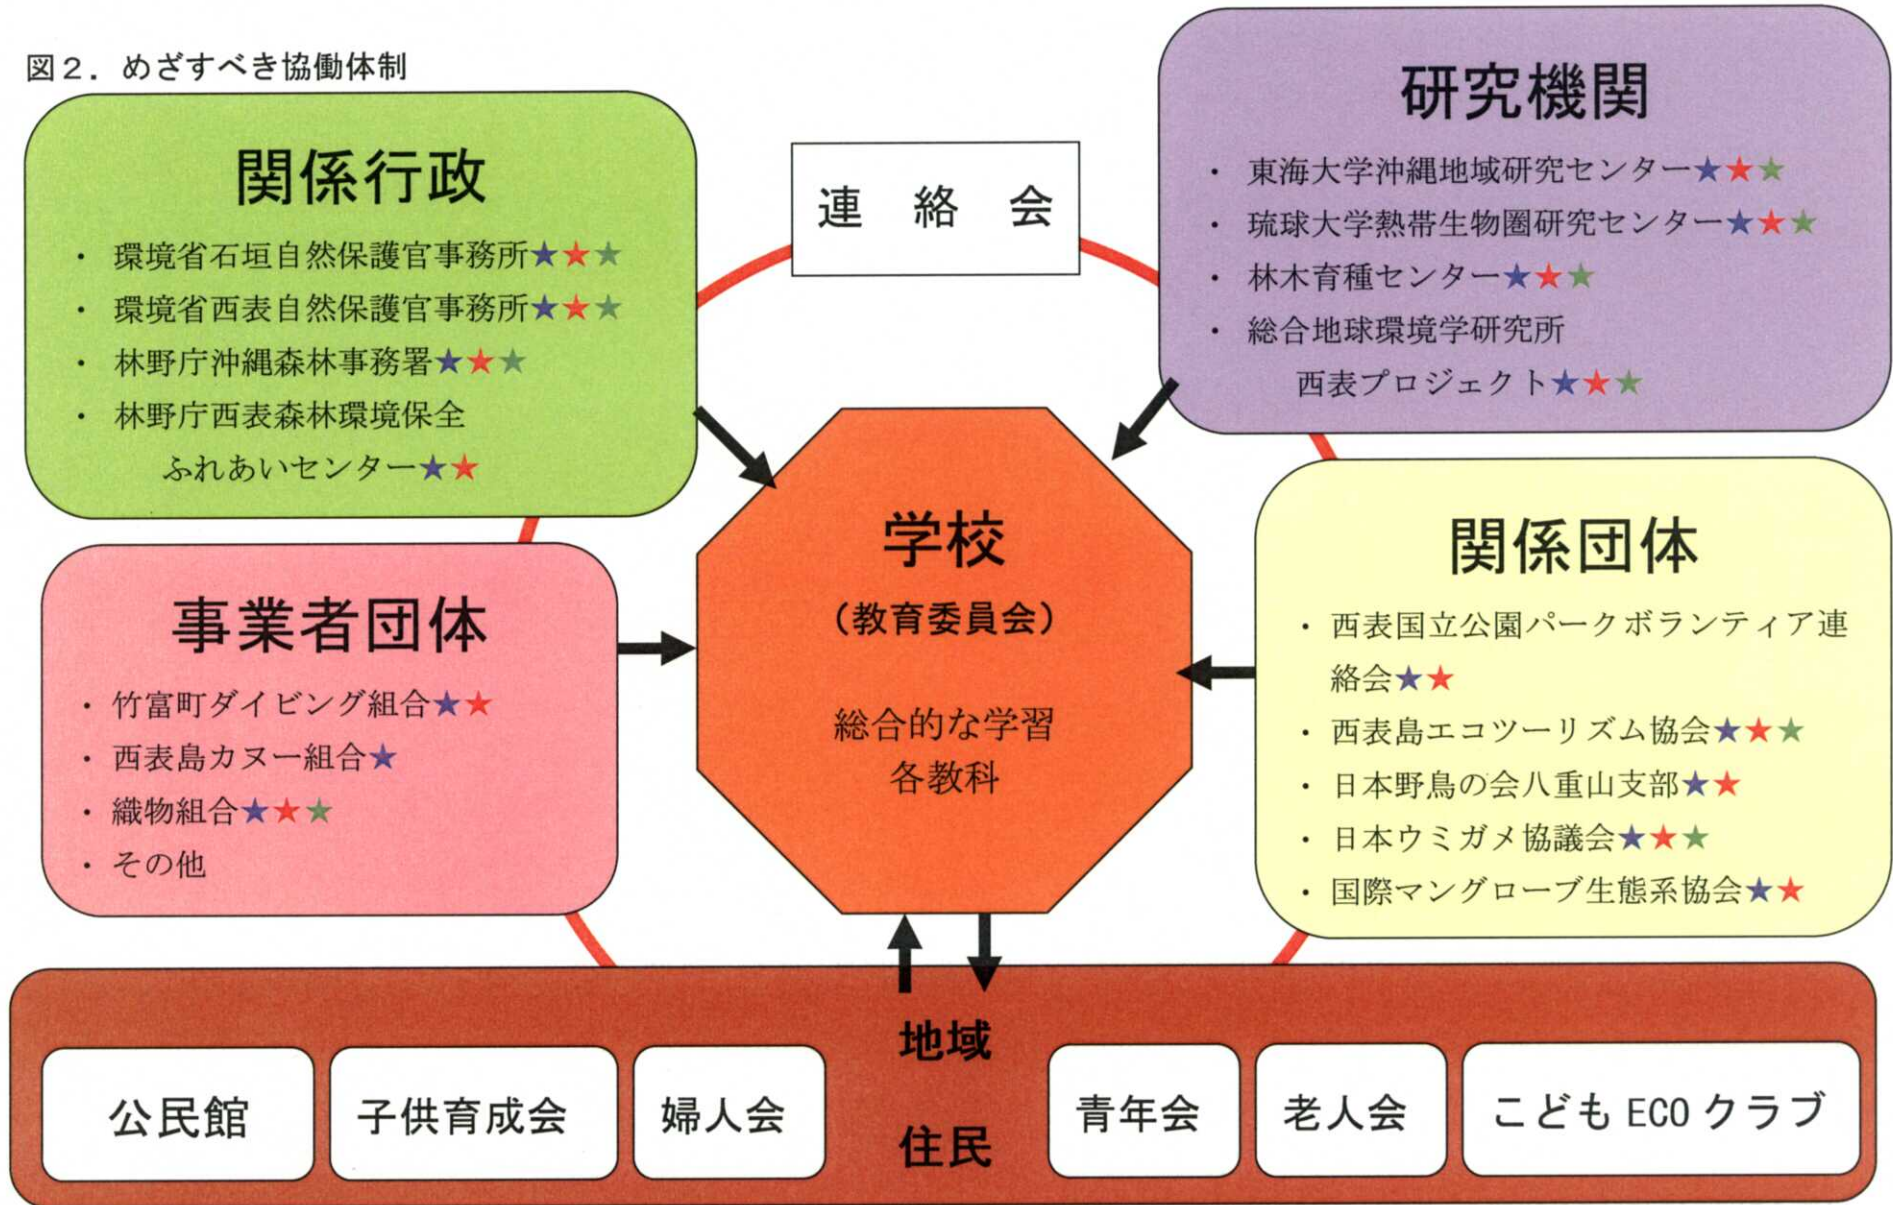 図２．めざすべき協働体制
関係行政
・ 環境省石垣自然保護官事務所★★★
・ 環境省西表自然保護官事務所★★★
・ 林野庁沖縄森林事務署★★★
・ 林野庁西表森林環境保全
ふれあいセンター★★
連　絡　会
研究機関
・ 東海大学沖縄地域研究センター★★★
・ 琉球大学熱帯生物圏研究センター★★★
・ 林木育種センター★★★
・ 総合地球環境学研究所
西表プロジェクト★★★
事業者団体
・ 竹富町ダイビング組合★★
・ 西表島カヌー組合★
・ 織物組合★★★
・ その他
学校
（教育委員会）
総合的な学習
各教科
関係団体
・ 西表国立公園パークボランティア連
絡会★★
・ 西表島エコツーリズム協会★★★
・ 日本野鳥の会八重山支部★★
・ 日本ウミガメ協議会★★★
・ 国際マングローブ生態系協会★★
地域
住民
公民館
子供育成会
婦人会
青年会
老人会
こども ECO クラブ